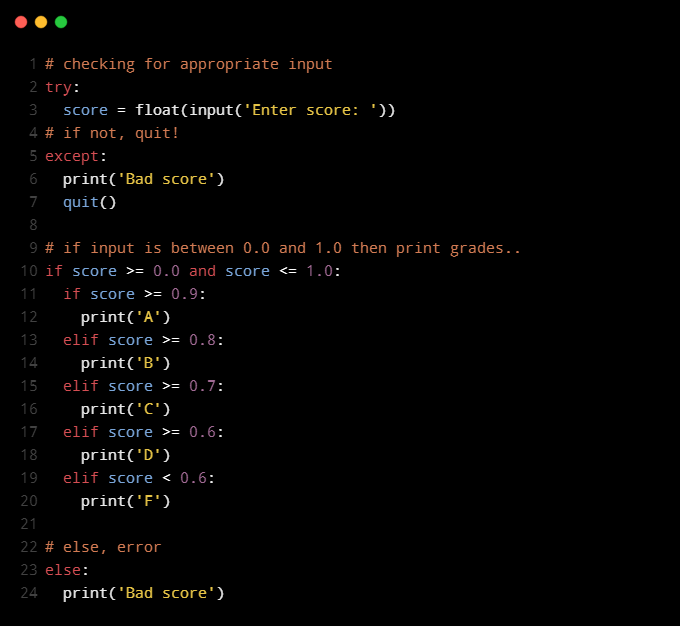 1 # checking for appropriate input
2 try:
3   score = float(input('Enter score: '))
4 # if not, quit!
5 except:
6   print('Bad score')
7   quit()
8
9 # if input is between 0.0 and 1.0 then print grades..
10 if score >= 0.0 and score <= 1.0:
11   if score >= 0.9:
12     print('A')
13   elif score >= 0.8:
14     print('B')
15   elif score >= 0.7:
16     print('C')
17   elif score >= 0.6:
18     print('D')
19   elif score < 0.6:
20     print('F')
21
22 # else, error
23 else:
24   print('Bad score')